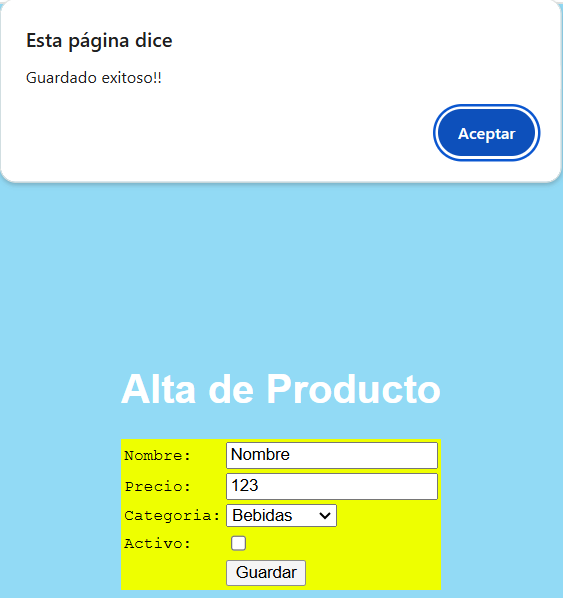 Esta página dice
Guardado exitoso!!
Aceptar
Alta de Producto
Nombre: Nombre
Precio: 123
Categoria: Bebidas
Activo:
Guardar